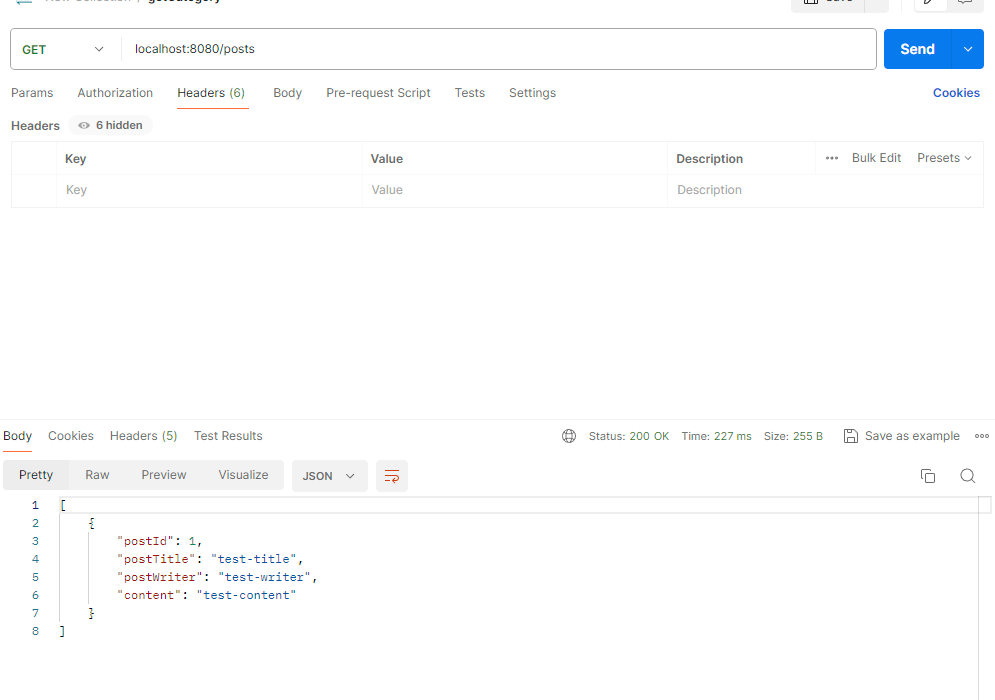 GET
localhost:8080/posts
Send
Params Authorization Headers (6) Body Pre-request Script Tests Settings Cookies
Headers 6 hidden
Key Value Description ••• Bulk Edit Presets
Key Value Description
Body Cookies Headers (5) Test Results Status: 200 OK Time: 227 ms Size: 255 B Save as example
Pretty Raw Preview Visualize JSON
1 [
2 {
3 "postId": 1,
4 "postTitle": "test-title",
5 "postWriter": "test-writer",
6 "content": "test-content"
7 }
8 ]